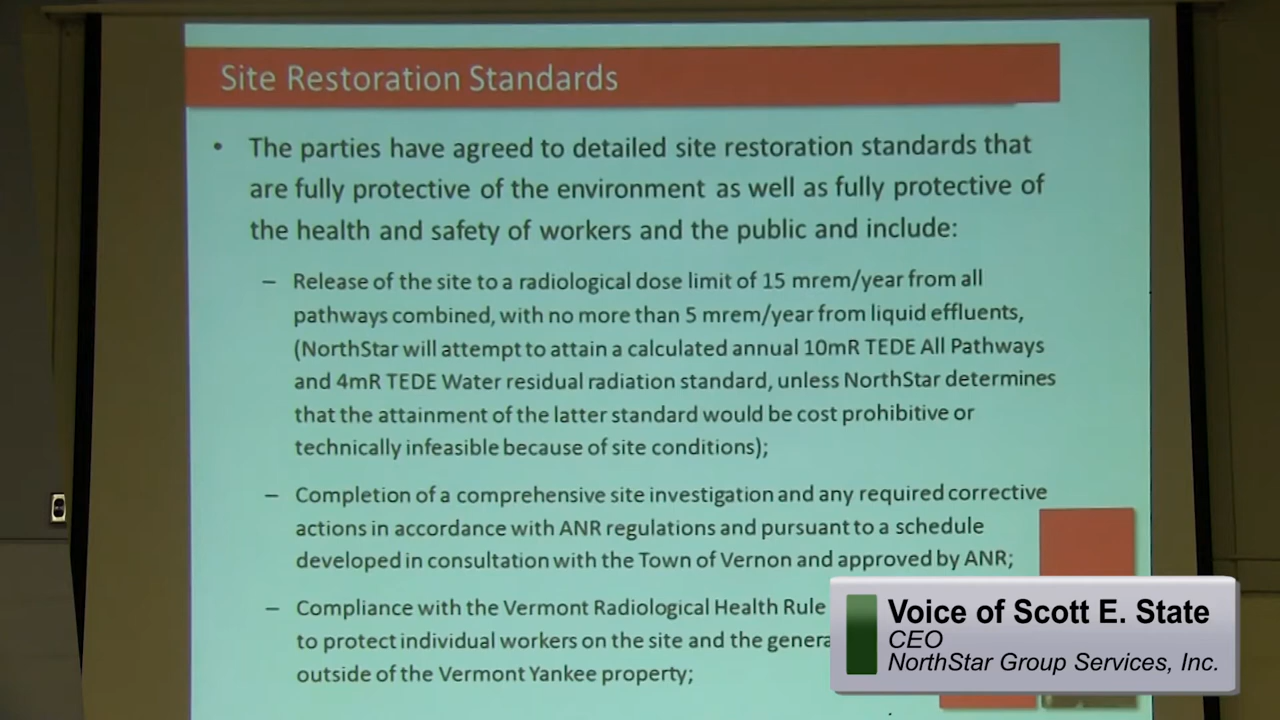 Site Restoration Standards
• The parties have agreed to detailed site restoration standards that
are fully protective of the environment as well as fully protective of
the health and safety of workers and the public and include:
– Release of the site to a radiological dose limit of 15 mrem/year from all
pathways combined, with no more than 5 mrem/year from liquid effluents,
(NorthStar will attempt to attain a calculated annual 10mR TEDE All Pathways
and 4mR TEDE Water residual radiation standard, unless NorthStar determines
that the attainment of the latter standard would be cost prohibitive or
technically infeasible because of site conditions);
– Completion of a comprehensive site investigation and any required corrective
actions in accordance with ANR regulations and pursuant to a schedule
developed in consultation with the Town of Vernon and approved by ANR;
– Compliance with the Vermont Radiological Health Rule
to protect individual workers on the site and the genera
outside of the Vermont Yankee property;
Voice of Scott E. State
CEO
NorthStar Group Services, Inc.